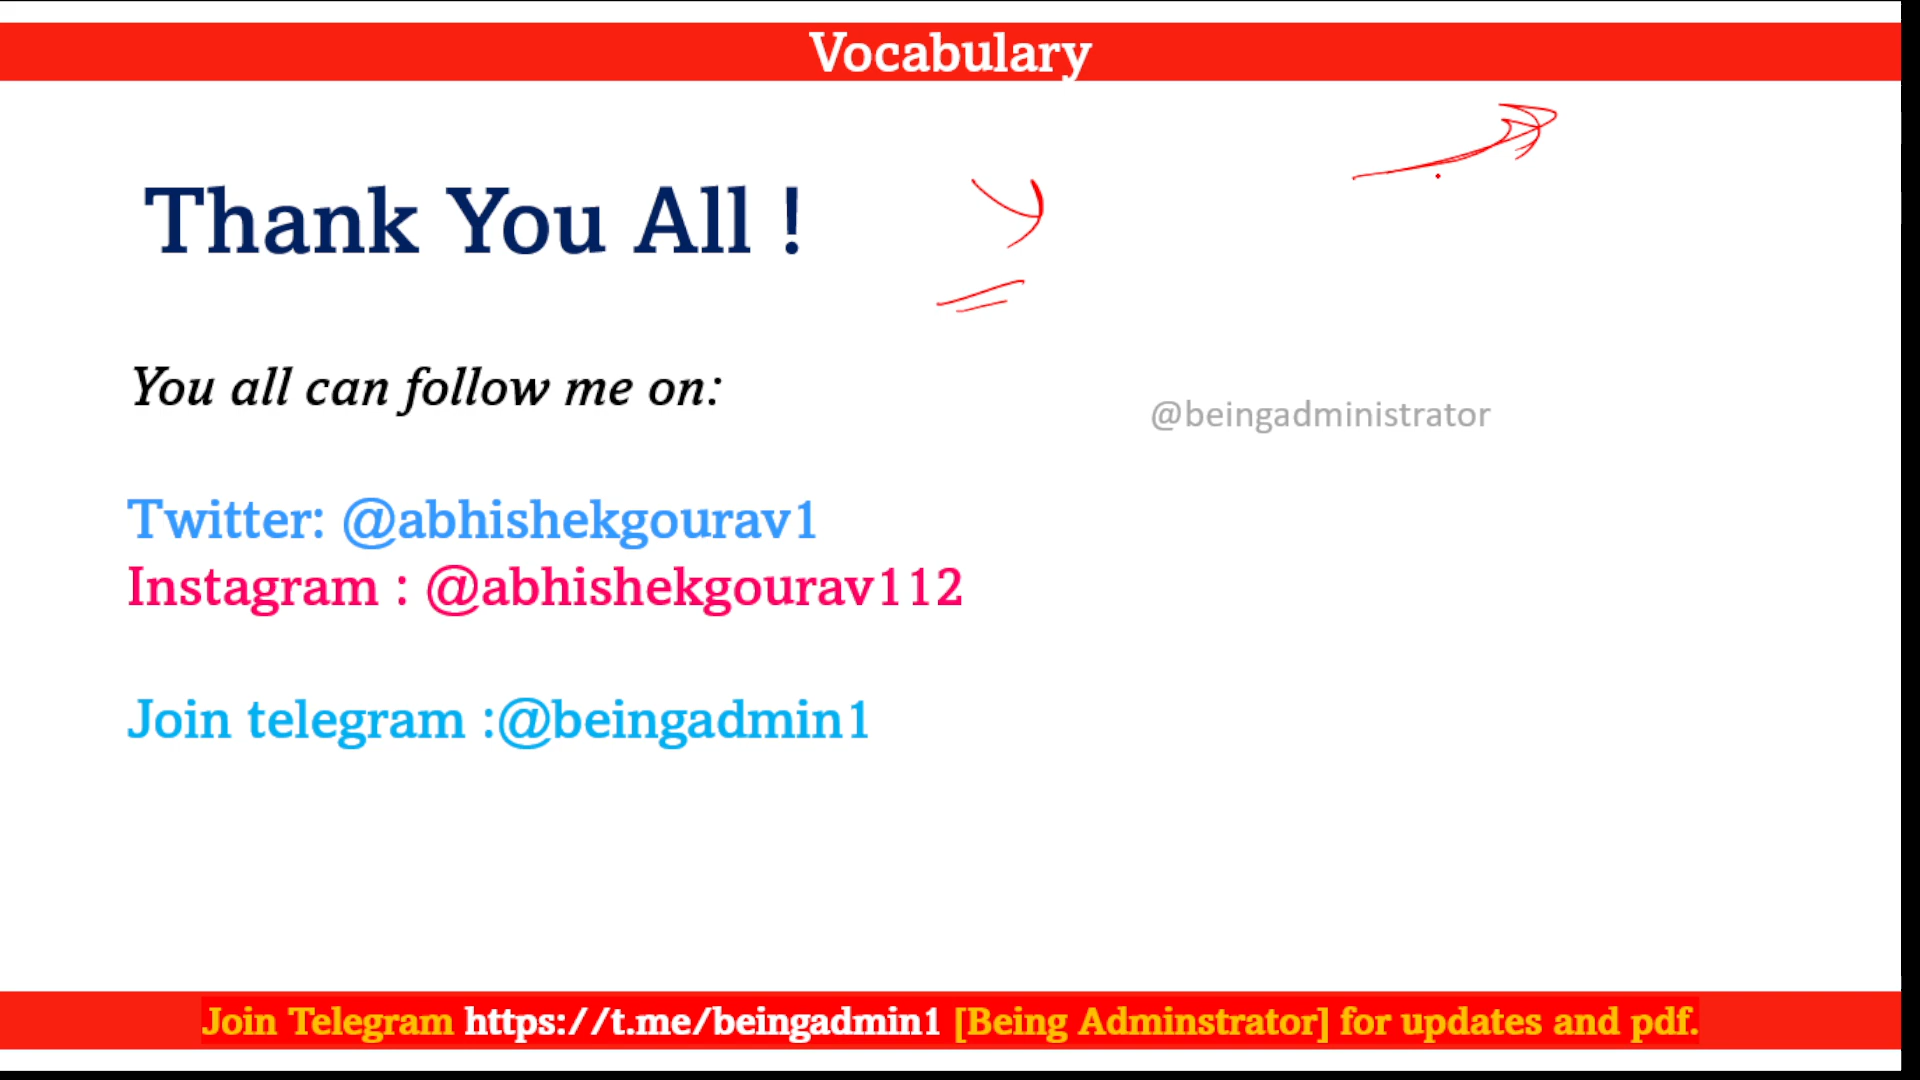 Vocabulary
Thank You All !
You all can follow me on:
@beingadministrator
Twitter: @abhishekgourav1
Instagram : @abhishekgourav112
Join telegram :@beingadmin1
Join Telegram https://t.me/beingadmin1 [Being Adminstrator] for updates and pdf.